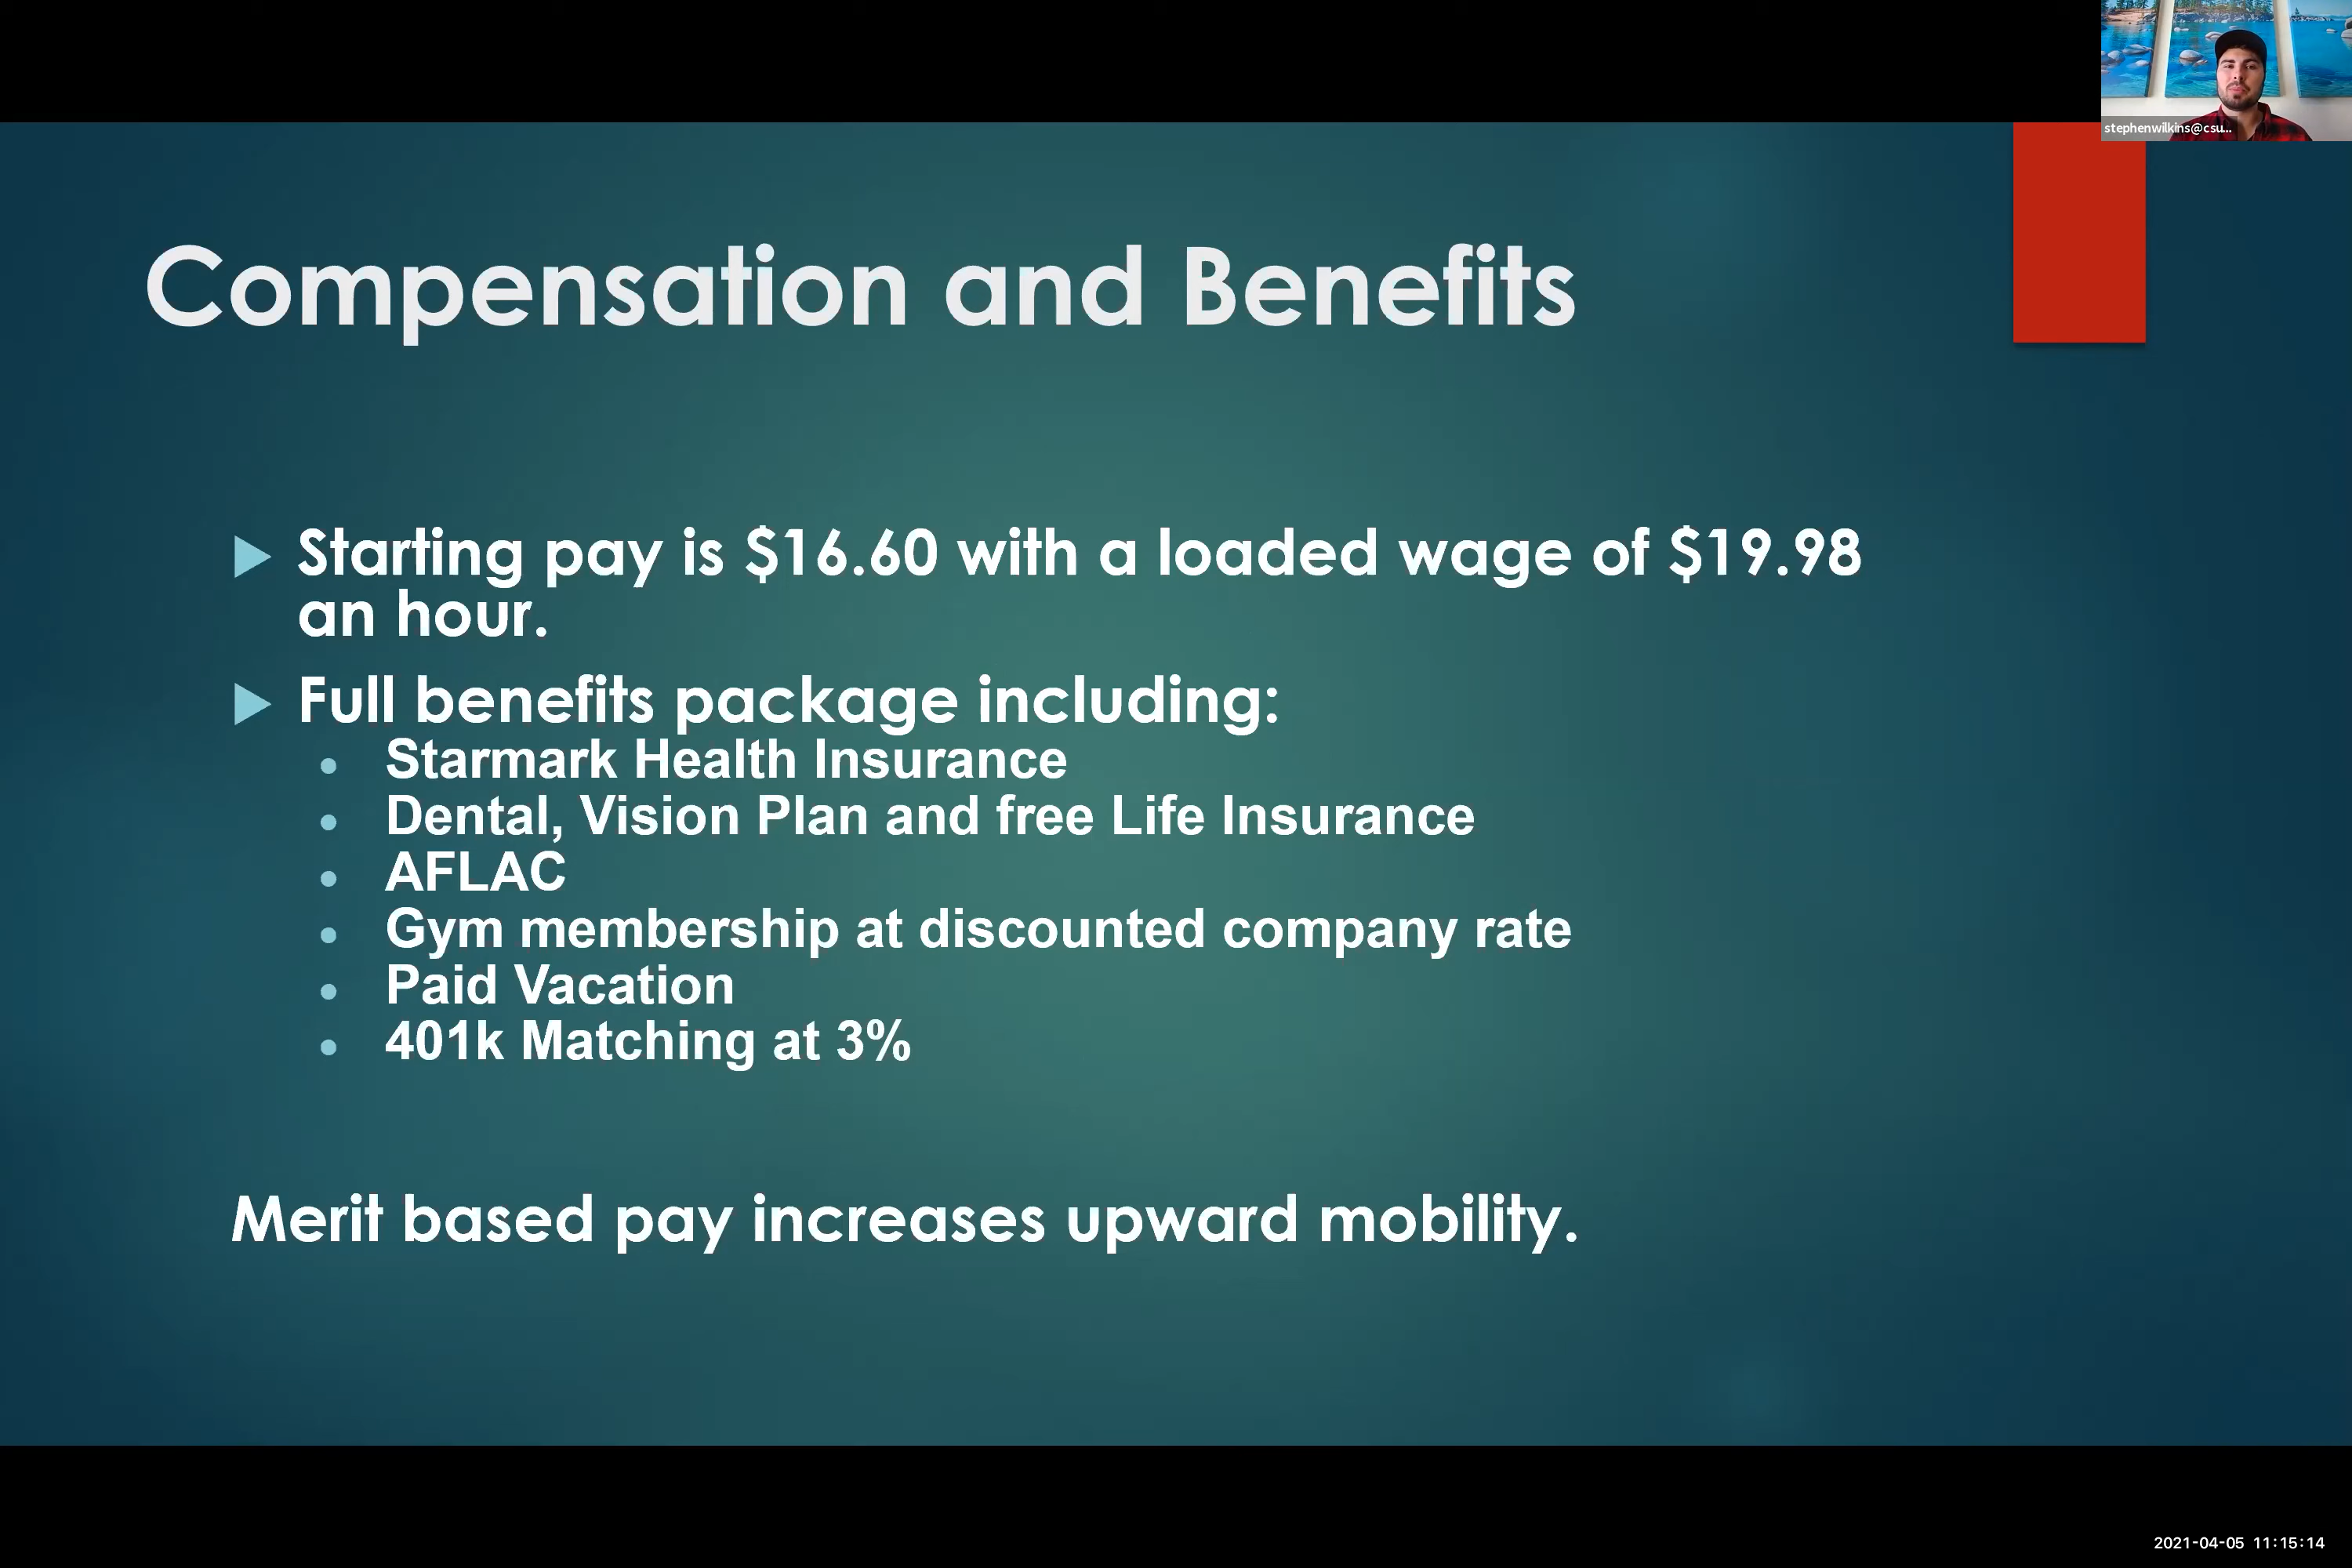 stephenwilkins@csu...
Compensation and Benefits
Starting pay is $16.60 with a loaded wage of $19.98
an hour.
Full benefits package including:
Starmark Health Insurance
Dental, Vision Plan and free Life Insurance
AFLAC
Gym membership at discounted company rate
Paid Vacation
401k Matching at 3%
Merit based pay increases upward mobility.
2021-04-05 11:15:14